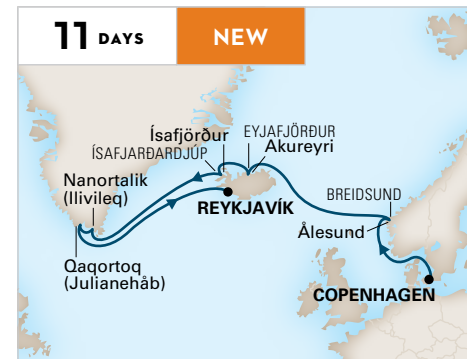 11 DAYS
NEW
Ísafjörður
EYJAFJÖRÐUR
ÍSAFJARÐARDJÚP
Akureyri
Nanortalik
(Ilivileq)
REYKJAVÍK
BREIDSUND
Ålesund
Qaqortoq
(Julianehåb)
COPENHAGEN